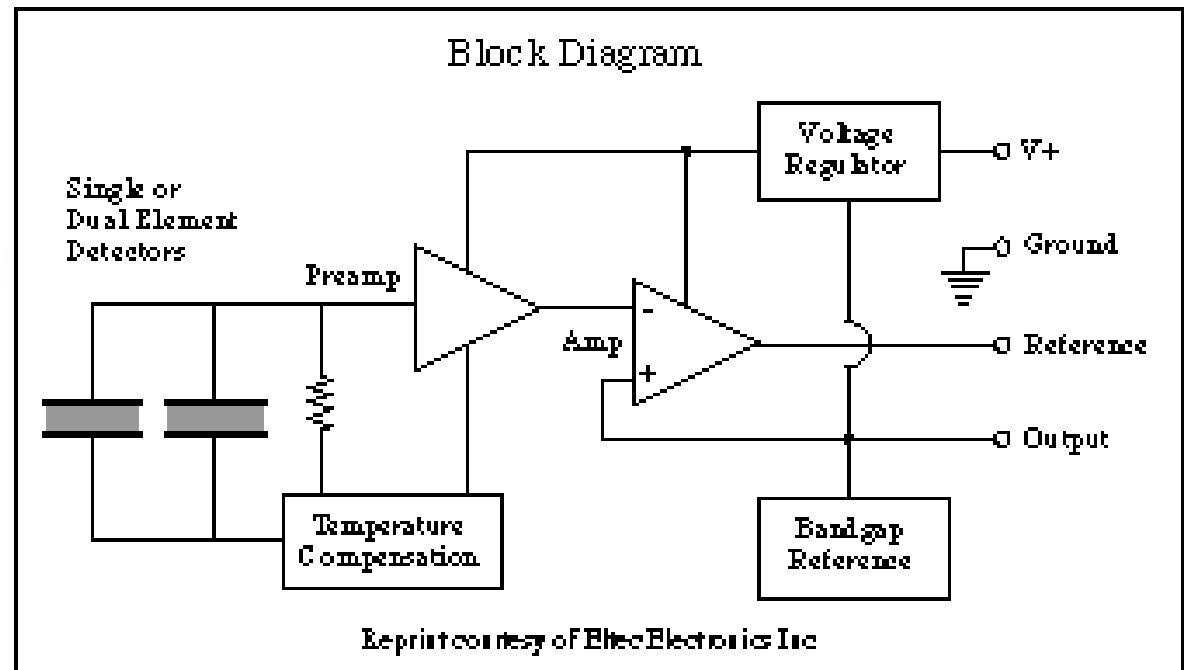 Block Diagram
Voltage
Regulator
V+
Single or
Dual Element
Detectors
Ground
Preamp
-
Amp
Reference
+
Output
Temperature
Compensation
Bandgap
Reference
Reprint courtesy of Eltec Electronics Inc